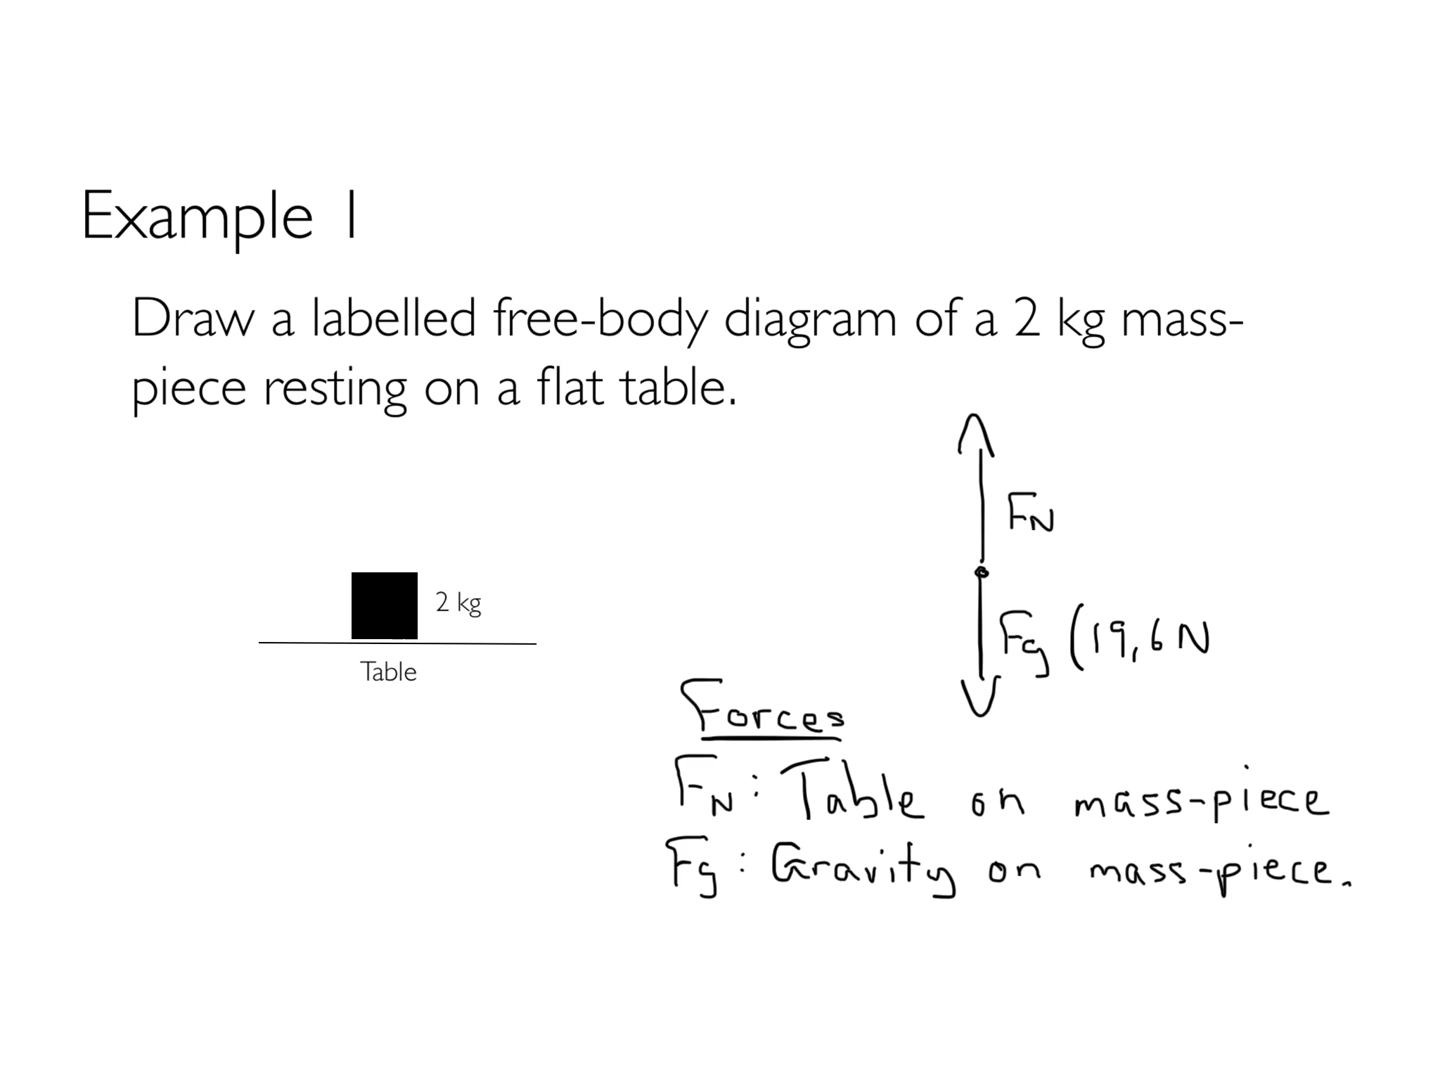 Example 1
Draw a labelled free-body diagram of a 2 kg mass-
piece resting on a flat table.
FN
2 kg
Fg (19,6 N
Table
Forces
FN : Table on mass-piece
Fg : Gravity on mass-piece.